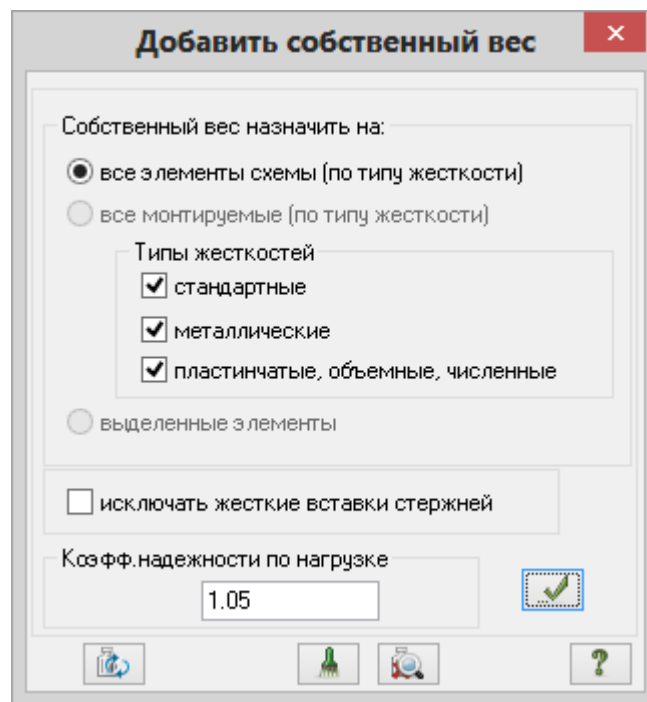 Добавить собственный вес
Собственный вес назначить на:
все элементы схемы (по типу жесткости)
все монтируемые (по типу жесткости)
Типы жесткостей
стандартные
металлические
пластинчатые, объемные, численные
выделенные элементы
исключать жесткие вставки стержней
Коэфф.надежности по нагрузке
1.05
?